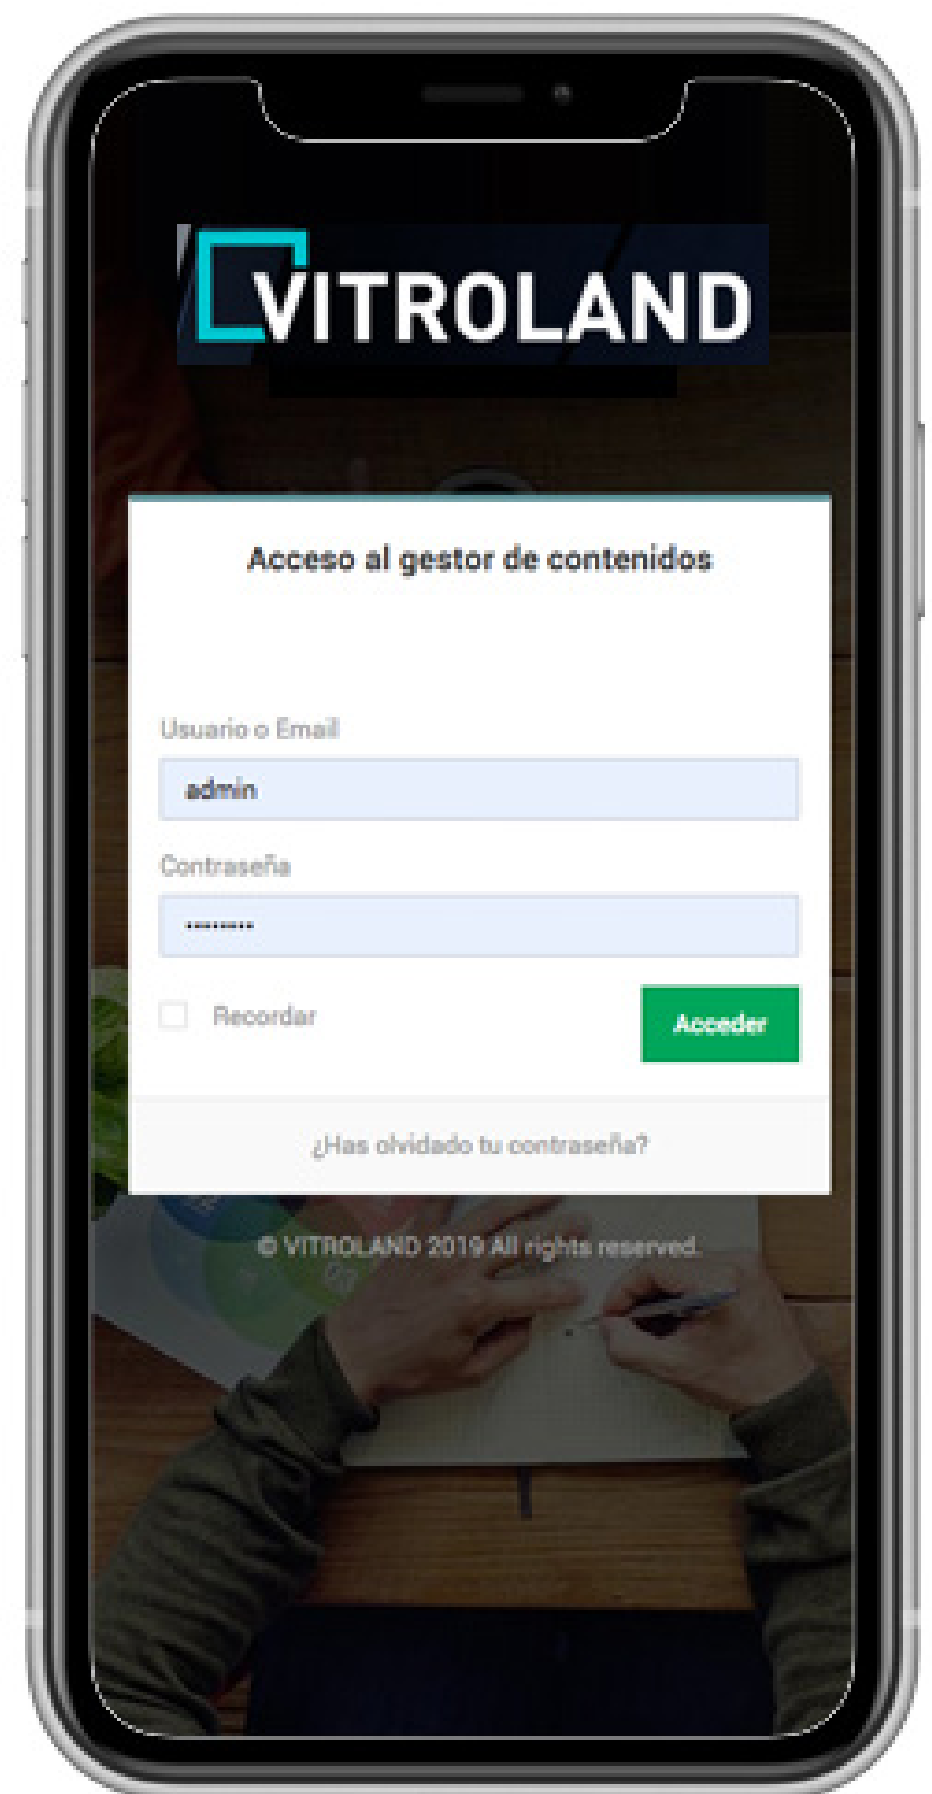 VITROLAND
Acceso al gestor de contenidos
Usuario o Email
admin
Contraseña
••••••••
Recordar
Acceder
¿Has olvidado tu contraseña?
© VITROLAND 2019 All rights reserved.